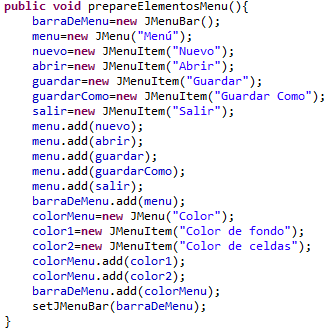 public void prepareElementosMenu(){
barraDeMenu=new JMenuBar();
menu=new JMenu("Menú");
nuevo=new JMenuItem("Nuevo");
abrir=new JMenuItem("Abrir");
guardar=new JMenuItem("Guardar");
guardarComo=new JMenuItem("Guardar Como");
salir=new JMenuItem("Salir");
menu.add(nuevo);
menu.add(abrir);
menu.add(guardar);
menu.add(guardarComo);
menu.add(salir);
barraDeMenu.add(menu);
colorMenu=new JMenu("Color");
color1=new JMenuItem("Color de fondo");
color2=new JMenuItem("Color de celdas");
colorMenu.add(color1);
colorMenu.add(color2);
barraDeMenu.add(colorMenu);
setJMenuBar(barraDeMenu);
}